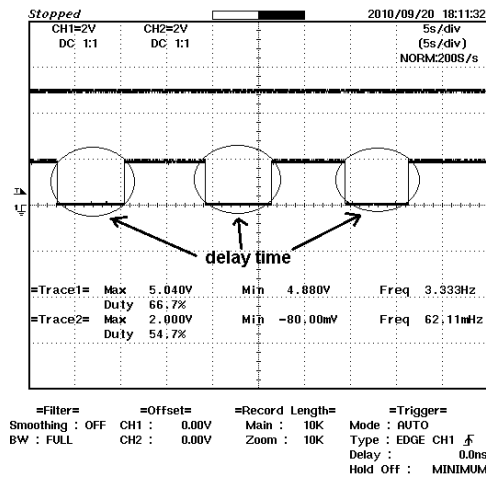 Stopped 2010/09/20 18:11:32
CH1=2V CH2=2V 5s/div
DC 1:1 DC 1:1 (5s/div)
NORM:200S/s
delay time
=Trace1= Max 5.040V Min 4.880V Freq 3.333Hz
Duty 66.7%
=Trace2= Max 2.000V Min -80.00mV Freq 62.11mHz
Duty 54.7%
=Filter= =Offset= =Record Length= =Trigger=
Smoothing : OFF CH1 : 0.00V Main : 10K Mode : AUTO
BW : FULL CH2 : 0.00V Zoom : 10K Type : EDGE CH1
Delay : 0.0ns
Hold Off : MINIMUM